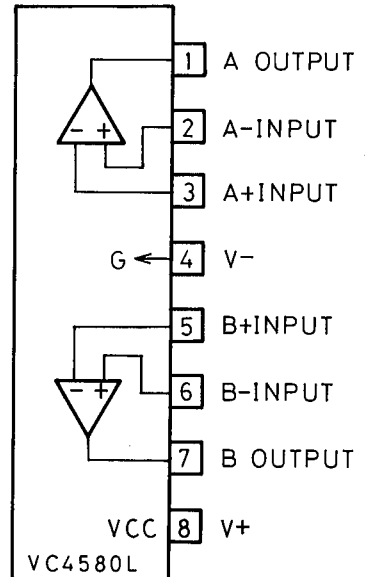 1 A OUTPUT
- + 2 A-INPUT
3 A+INPUT
G 4 V-
5 B+INPUT
- + 6 B-INPUT
7 B OUTPUT
VCC 8 V+
VC4580L